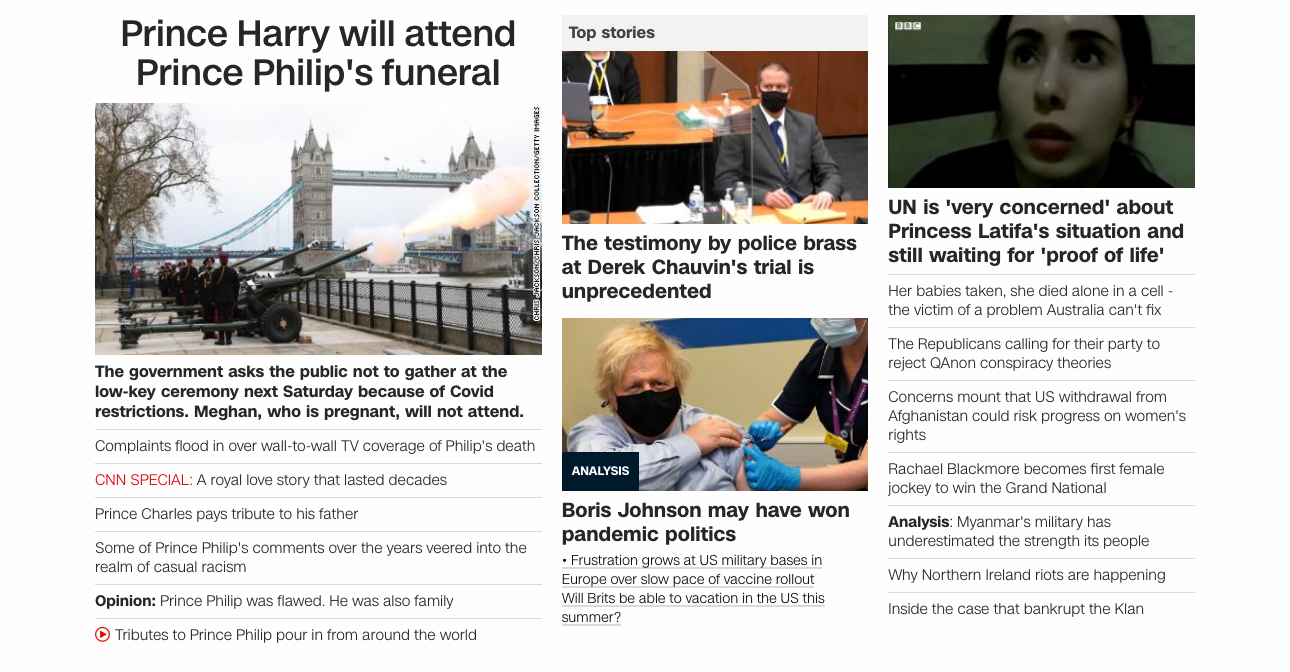 Prince Harry will attend
Prince Philip's funeral
CHRIS JACKSON/CHRIS JACKSON COLLECTION/GETTY IMAGES
The government asks the public not to gather at the
low-key ceremony next Saturday because of Covid
restrictions. Meghan, who is pregnant, will not attend.
Complaints flood in over wall-to-wall TV coverage of Philip's death
CNN SPECIAL: A royal love story that lasted decades
Prince Charles pays tribute to his father
Some of Prince Philip's comments over the years veered into the
realm of casual racism
Opinion: Prince Philip was flawed. He was also family
Tributes to Prince Philip pour in from around the world
Top stories
The testimony by police brass
at Derek Chauvin's trial is
unprecedented
ANALYSIS
Boris Johnson may have won
pandemic politics
• Frustration grows at US military bases in
Europe over slow pace of vaccine rollout
Will Brits be able to vacation in the US this
summer?
BBC
UN is 'very concerned' about
Princess Latifa's situation and
still waiting for 'proof of life'
Her babies taken, she died alone in a cell -
the victim of a problem Australia can't fix
The Republicans calling for their party to
reject QAnon conspiracy theories
Concerns mount that US withdrawal from
Afghanistan could risk progress on women's
rights
Rachael Blackmore becomes first female
jockey to win the Grand National
Analysis: Myanmar's military has
underestimated the strength its people
Why Northern Ireland riots are happening
Inside the case that bankrupt the Klan